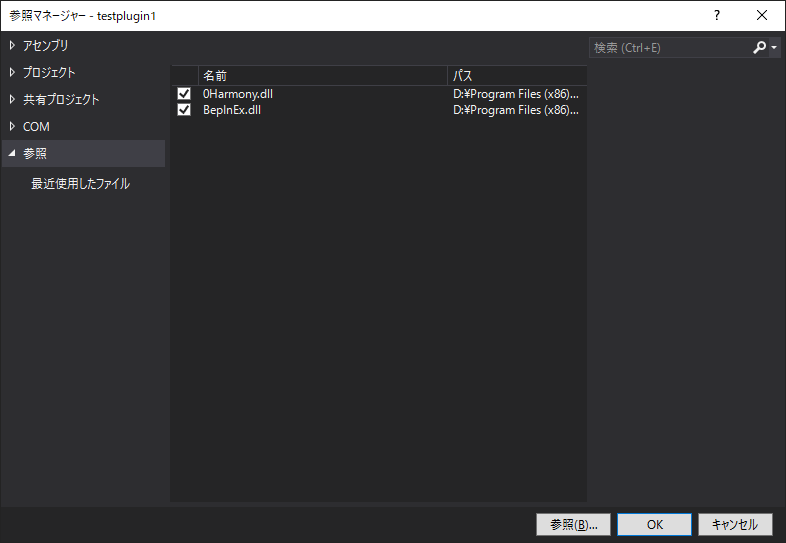 参照マネージャー - testplugin1
?
アセンブリ
プロジェクト
共有プロジェクト
COM
参照
最近使用したファイル
名前 パス
0Harmony.dll D:¥Program Files (x86)...
BepInEx.dll D:¥Program Files (x86)...
検索 (Ctrl+E)
参照(B)... OK キャンセル